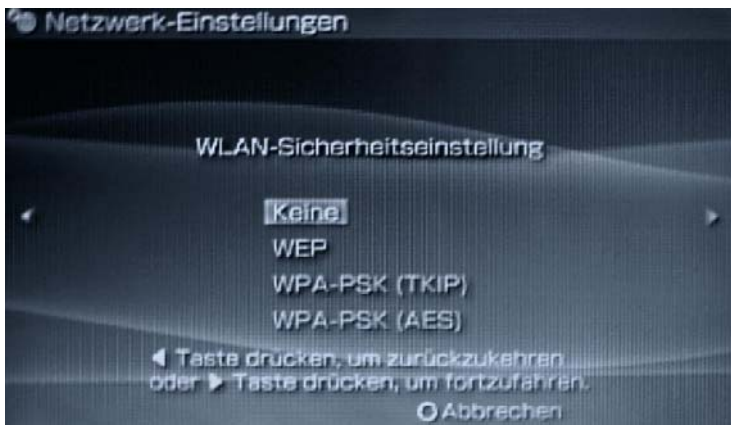 Netzwerk-Einstellungen
WLAN-Sicherheitseinstellung
Keine
WEP
WPA-PSK (TKIP)
WPA-PSK (AES)
Taste drücken, um zurückzukehren
oder Taste drücken, um fortzufahren.
Abbrechen